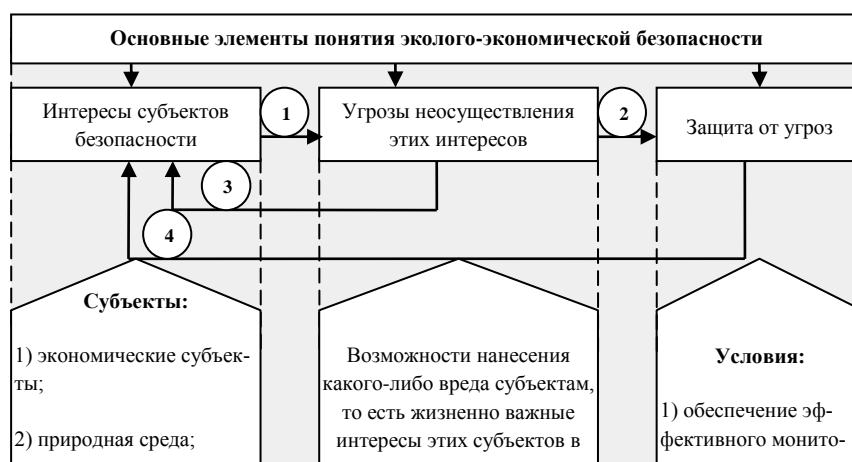 Основные элементы понятия эколого-экономической безопасности
Интересы субъектов
безопасности
1
Угрозы неосуществления
этих интересов
2
Защита от угроз
3
4
Субъекты:
1) экономические субъек-
ты;
2) природная среда;
Возможности нанесения
какого-либо вреда субъектам,
то есть жизненно важные
интересы этих субъектов в
Условия:
1) обеспечение эф-
фективного монито-